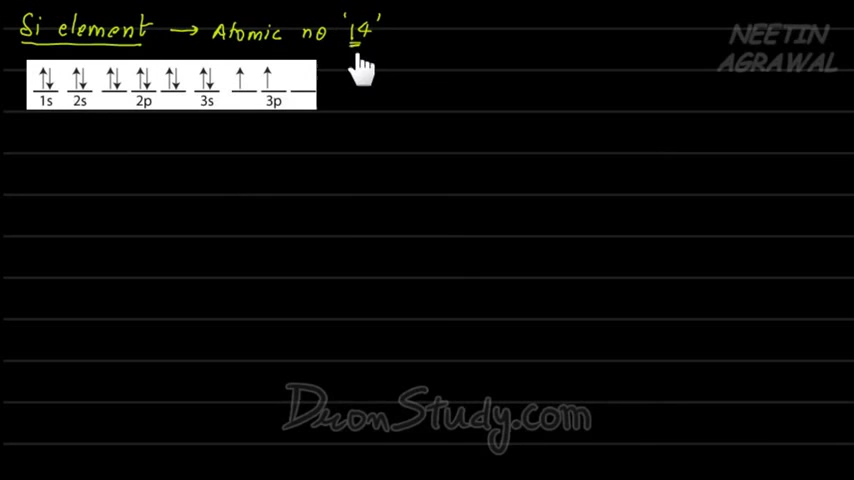 Si element → Atomic no '14'
NEETIN
AGRAWAL
1s 2s 2p 3s 3p
DronStudy.com